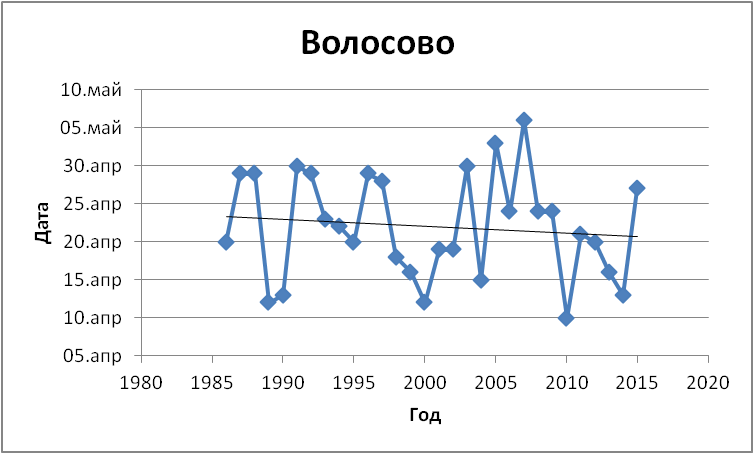 Волосово
Дата
10.май
05.май
30.апр
25.апр
20.апр
15.апр
10.апр
05.апр
1980 1985 1990 1995 2000 2005 2010 2015 2020
Год